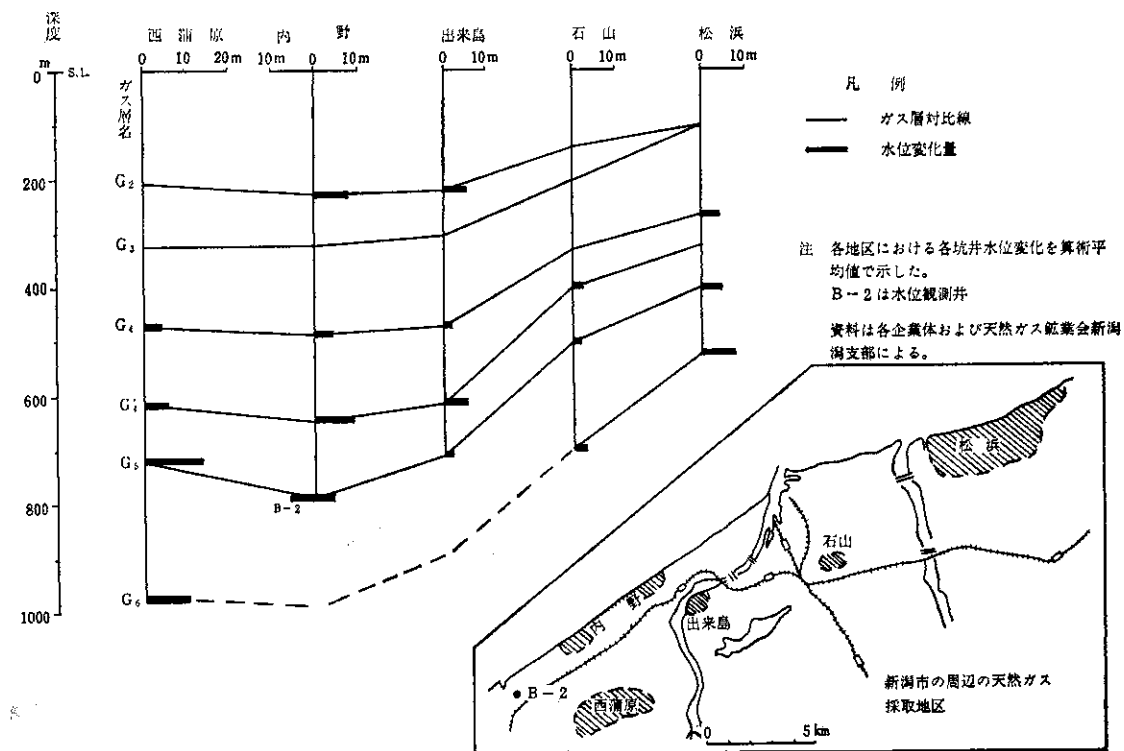 深度
m
0
200
400
600
800
1000
S.L.
西蒲原
0 10 20m
内野
10m 0 10m
出来島
0 10m
石山
0 10m
松浜
0 10m
ガス層名
G2
G3
G4
G5
G6
B-2
凡例
ガス層対比線
水位変化量
注 各地区における各坑井水位変化を算術平
均値で示した。
B-2は水位観測井
資料は各企業体および天然ガス鉱業会新潟
潟支部による。
松浜
石山
内野
出来島
B-2
西蒲原
新潟市の周辺の天然ガス
採取地区
0 5km